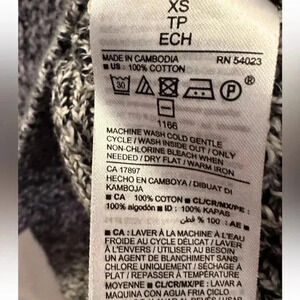 XS
TP
ECH
MADE IN CAMBODIA RN 54023
■ US: 100% COTTON
30
P
1166
MACHINE WASH COLD GENTLE
CYCLE / WASH INSIDE OUT / ONLY
NON-CHLORINE BLEACH WHEN
NEEDED / DRY FLAT / WARM IRON
CA 17897
HECHO EN CAMBOYA / DIBUAT DI
KAMBOJA
■ CA 100% COTTON ■ CL/CR/MX/PE :
100% algodón ■ ID : 100% KAPAS
■ AE : 100 % قطن
■ CA : LAVER À LA MACHINE À L'EAU
FROIDE AU CYCLE DÉLICAT / LAVER
À L'ENVERS / UTILISER AU BESOIN
UN AGENT DE BLANCHIMENT SANS
CHLORE UNIQUEMENT / SÉCHAGE À
PLAT / REPASSER À TEMPÉRATURE
MOYENNE ■ CL/CR/MX/PE : LAVAR A
MAQUINA CON AGUA FRIA CICLO